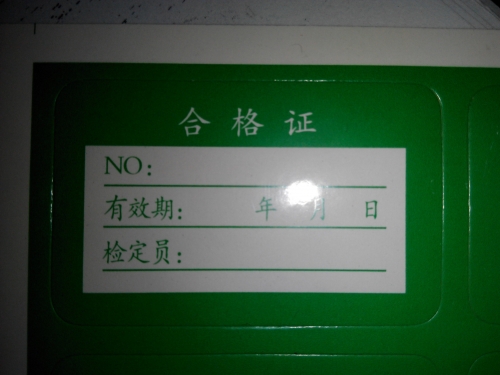 合格证
NO：
有效期： 年 月 日
检定员：